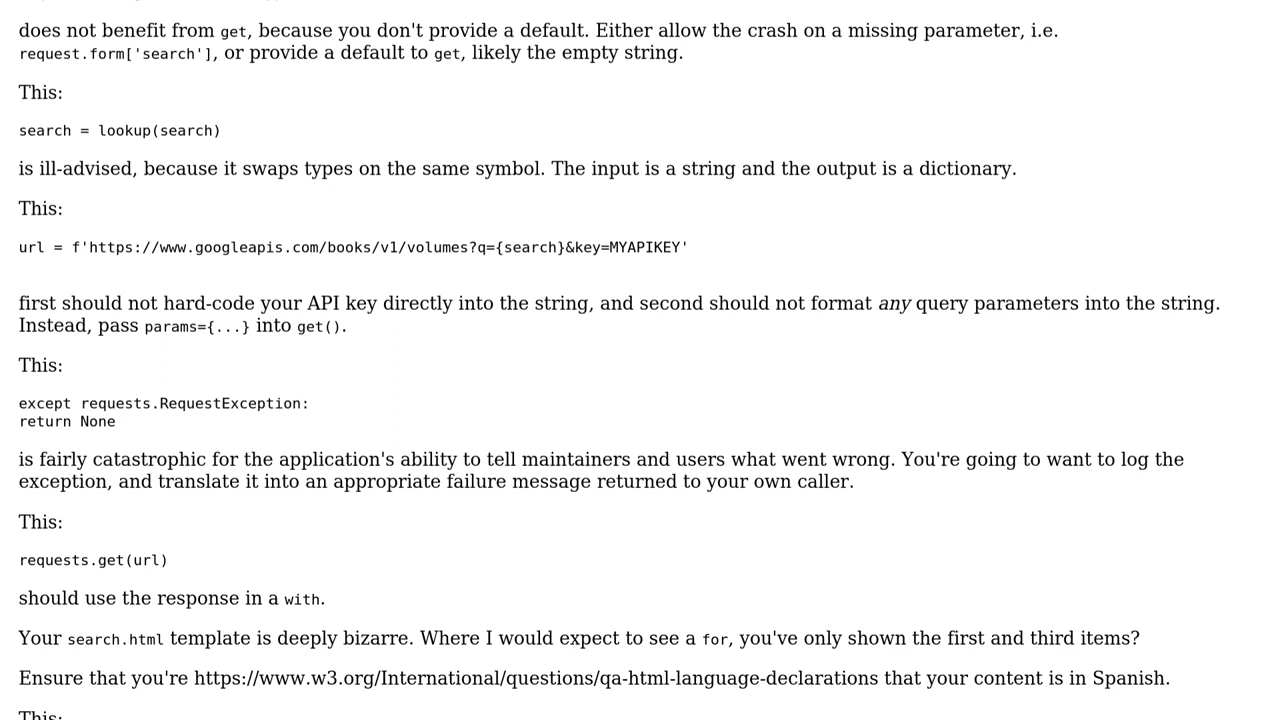 does not benefit from get, because you don't provide a default. Either allow the crash on a missing parameter, i.e.
request.form['search'], or provide a default to get, likely the empty string.
This:
search = lookup(search)
is ill-advised, because it swaps types on the same symbol. The input is a string and the output is a dictionary.
This:
url = f'https://www.googleapis.com/books/v1/volumes?q={search}&key=MYAPIKEY'
first should not hard-code your API key directly into the string, and second should not format any query parameters into the string.
Instead, pass params={...} into get().
This:
except requests.RequestException:
return None
is fairly catastrophic for the application's ability to tell maintainers and users what went wrong. You're going to want to log the
exception, and translate it into an appropriate failure message returned to your own caller.
This:
requests.get(url)
should use the response in a with.
Your search.html template is deeply bizarre. Where I would expect to see a for, you've only shown the first and third items?
Ensure that you're https://www.w3.org/International/questions/qa-html-language-declarations that your content is in Spanish.
This: